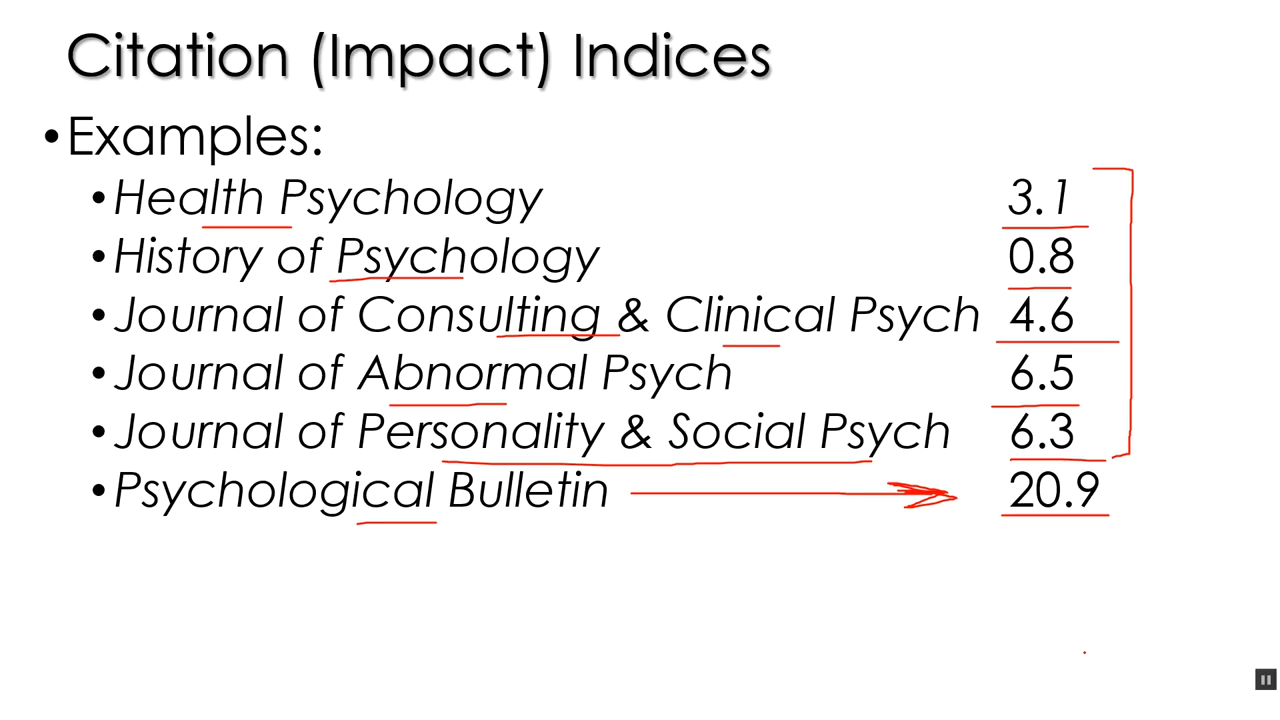 Citation (Impact) Indices
•Examples:
•Health Psychology 3.1
•History of Psychology 0.8
•Journal of Consulting & Clinical Psych 4.6
•Journal of Abnormal Psych 6.5
•Journal of Personality & Social Psych 6.3
•Psychological Bulletin 20.9